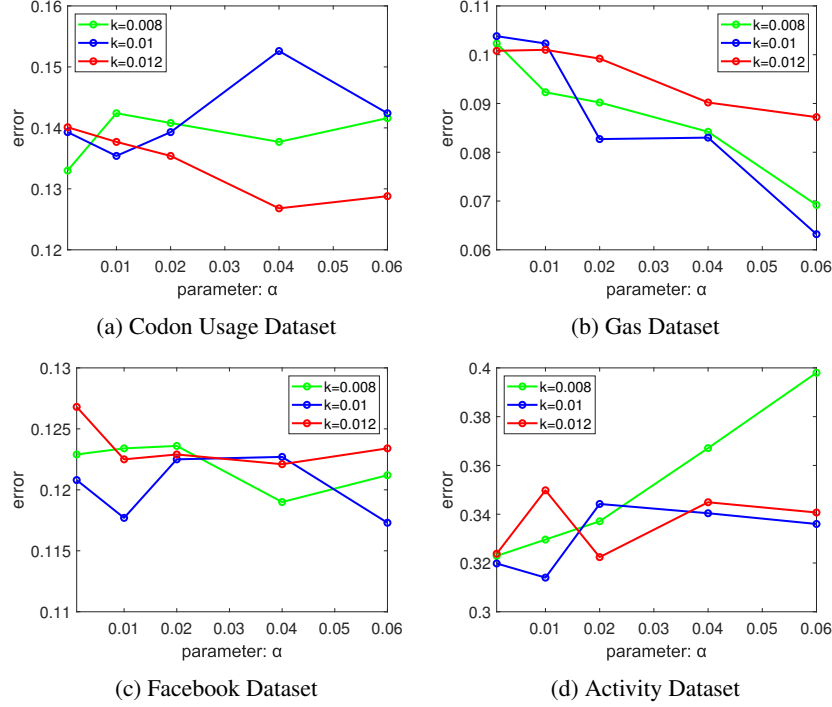 0.16
k=0.008
k=0.01
k=0.012
0.15
0.14
0.13
0.12
error
0.01 0.02 0.03 0.04 0.05 0.06
parameter: α
(a) Codon Usage Dataset
0.11
k=0.008
k=0.01
k=0.012
0.1
0.09
0.08
0.07
0.06
error
0.01 0.02 0.03 0.04 0.05 0.06
parameter: α
(b) Gas Dataset
0.13
k=0.008
k=0.01
k=0.012
0.125
0.12
0.115
0.11
error
0.01 0.02 0.03 0.04 0.05 0.06
parameter: α
(c) Facebook Dataset
0.4
k=0.008
k=0.01
k=0.012
0.38
0.36
0.34
0.32
0.3
error
0.01 0.02 0.03 0.04 0.05 0.06
parameter: α
(d) Activity Dataset